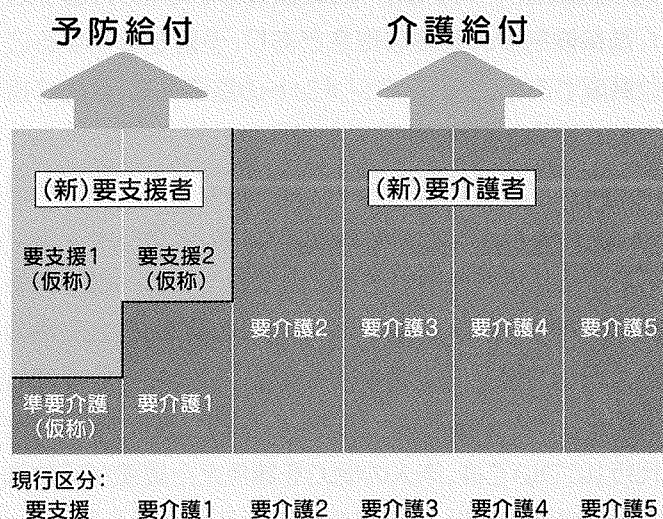 予防給付 介護給付
(新)要支援者 (新)要介護者
要支援1
(仮称)
要支援2
(仮称)
要介護2 要介護3 要介護4 要介護5
準要介護
(仮称)
要介護1
現行区分:
要支援 要介護1 要介護2 要介護3 要介護4 要介護5